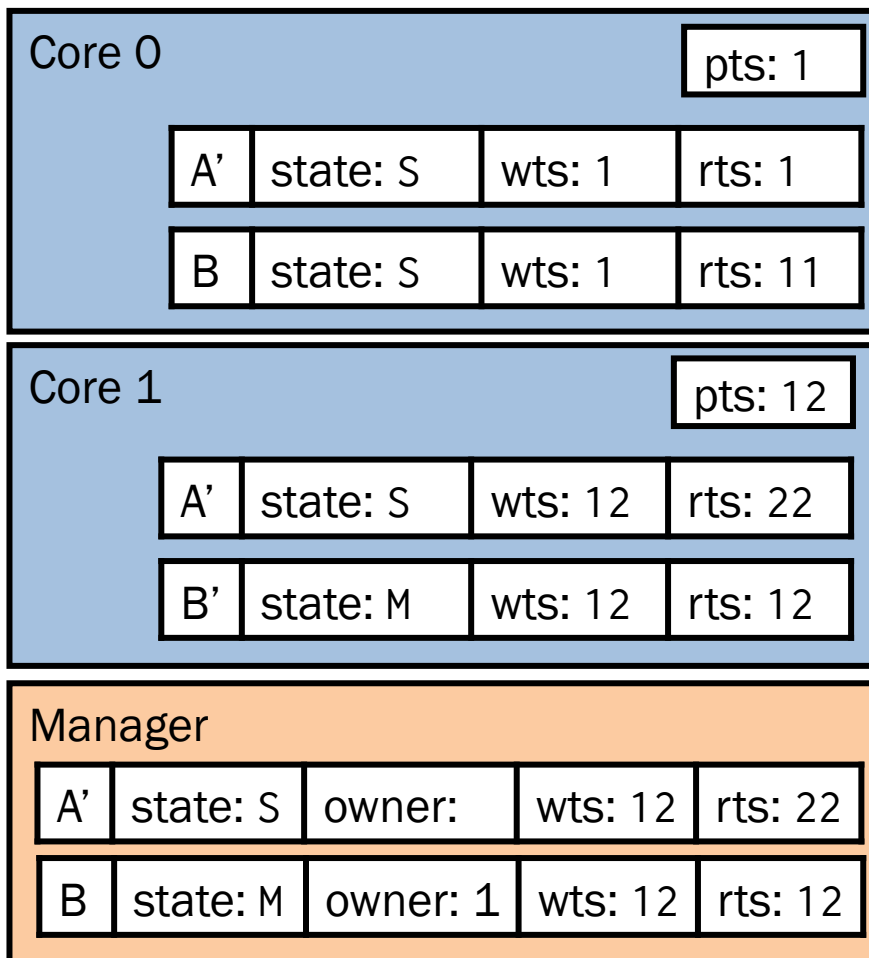 Core 0
pts: 1
A’ state: S wts: 1 rts: 1
B state: S wts: 1 rts: 11
Core 1
pts: 12
A’ state: S wts: 12 rts: 22
B’ state: M wts: 12 rts: 12
Manager
A’ state: S owner: wts: 12 rts: 22
B state: M owner: 1 wts: 12 rts: 12